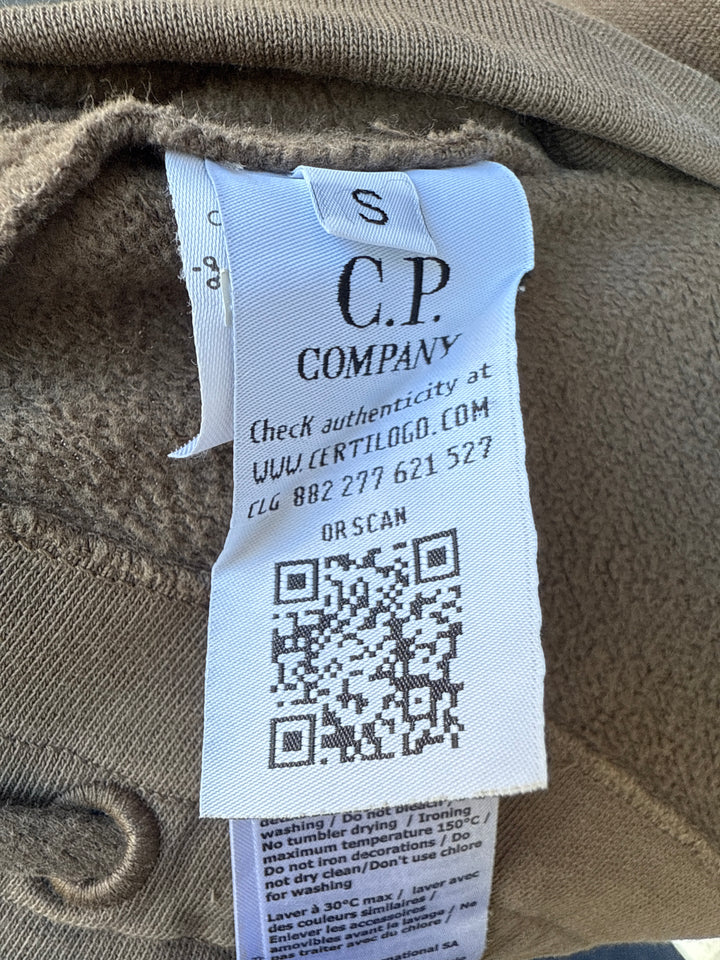 S
C.P.
COMPANY
Check authenticity at
WWW.CERTILOGO.COM
CLG 882 277 621 527
OR SCAN
washing / Do not bleach /
No tumbler drying / Ironing
maximum temperature 150°C /
Do not iron decorations / Do
not dry clean/Don't use chlore
for washing
Laver à 30°C max / laver avec
des couleurs similaires /
Enlever les accessoires
amovibles avant le lavage / Ne
pas traiter avec du chlore /
International SA